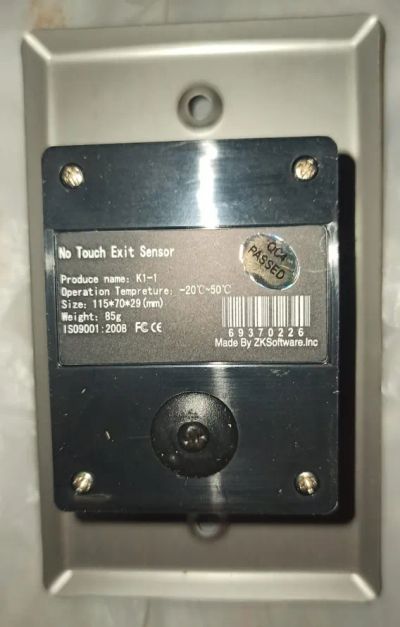 No Touch Exit Sensor
QCA
PASSED
Produce name: K1-1
Operation Tempreture: -20℃~50℃
Size: 115*70*29(mm)
Weight: 85g
ISO9001:2008 FC CE
69370226
Made By ZKSoftware.Inc